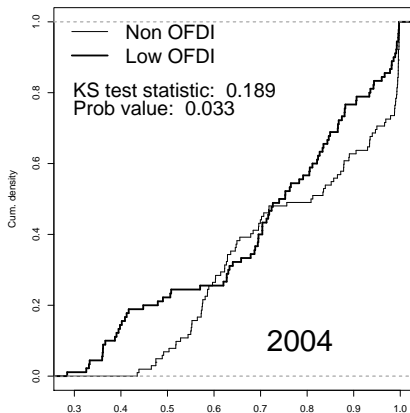 1.0
Non OFDI
Low OFDI
KS test statistic: 0.189
Prob value: 0.033
0.8
0.6
Cum. density
0.4
0.2
2004
0.0
0.3 0.4 0.5 0.6 0.7 0.8 0.9 1.0